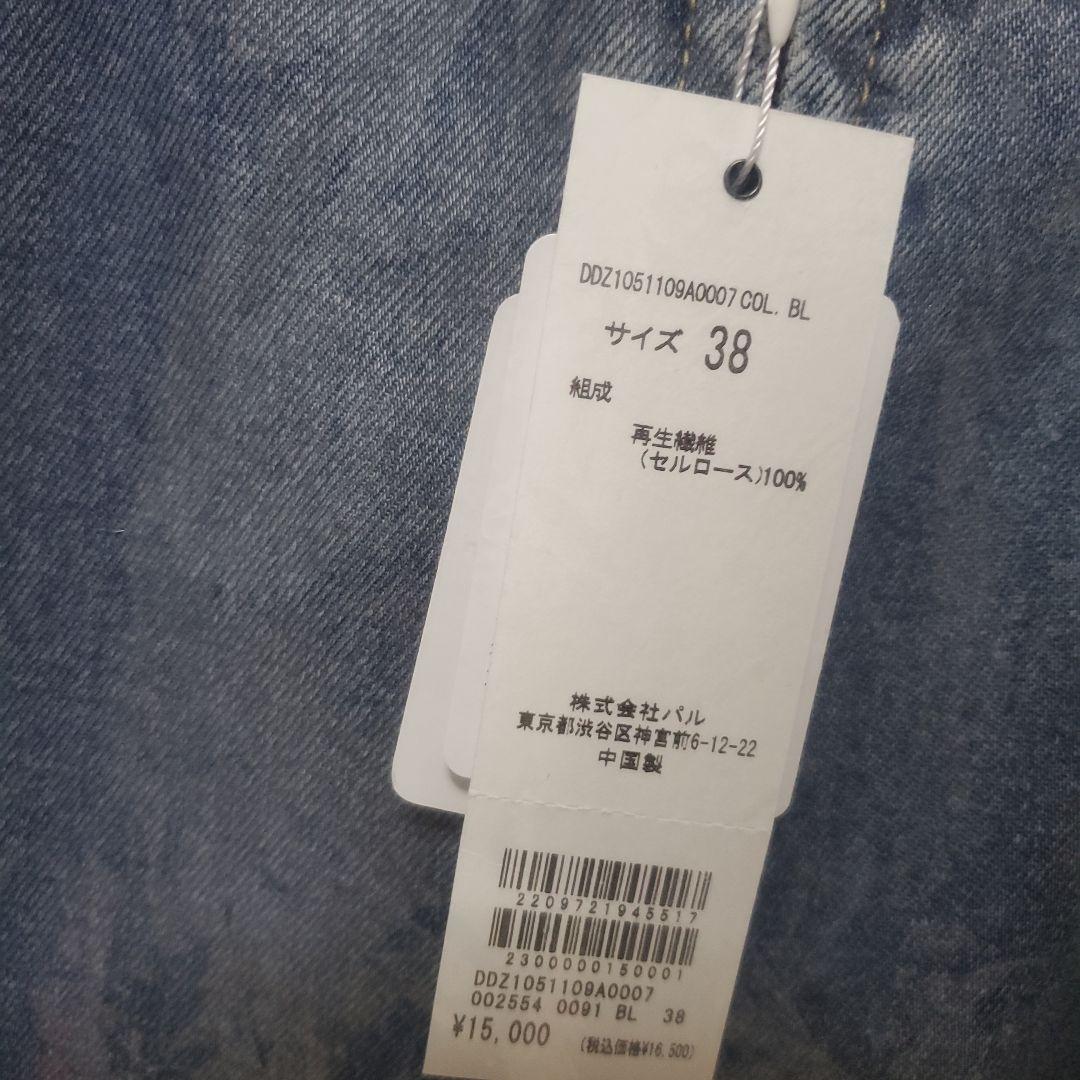 DDZ1051109A0007 COL. BL
サイズ 38
組成
再生繊維
(セルロース)100%
株式会社パル
東京都渋谷区神宮前6-12-22
中国製
2209721945517
2300000150001
DDZ1051109A0007
002554 0091 BL 38
¥15,000 (税込価格¥16,500)